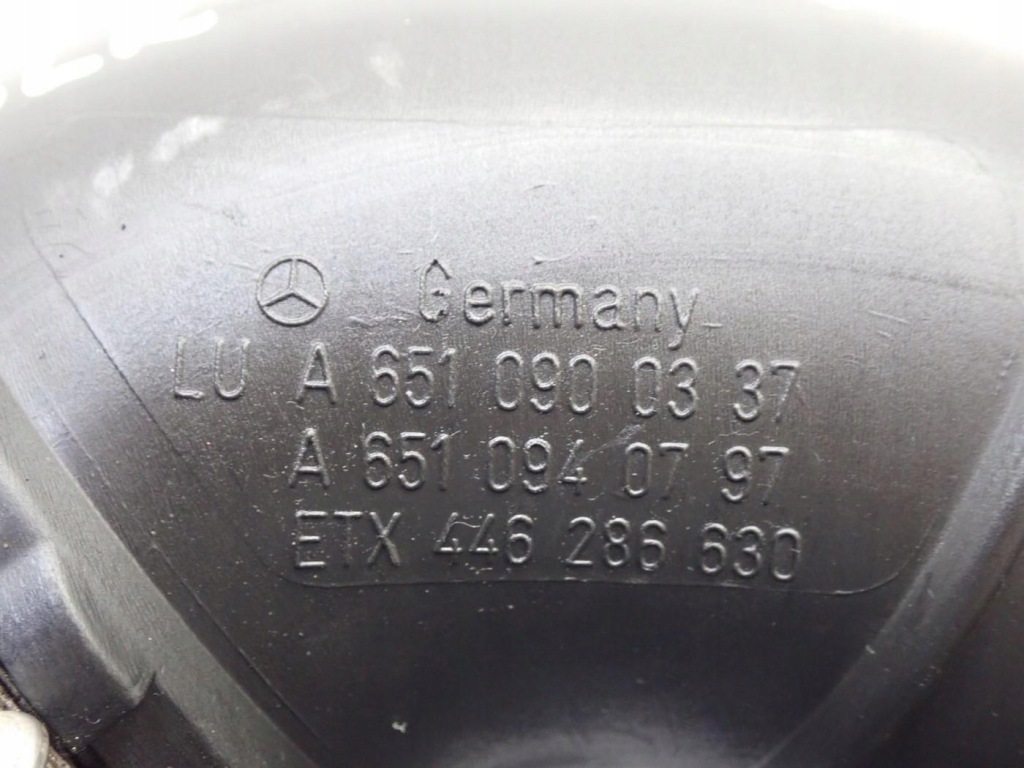 Germany
LU A 651 090 03 37
A 651 094 07 97
ETX 446 286 630